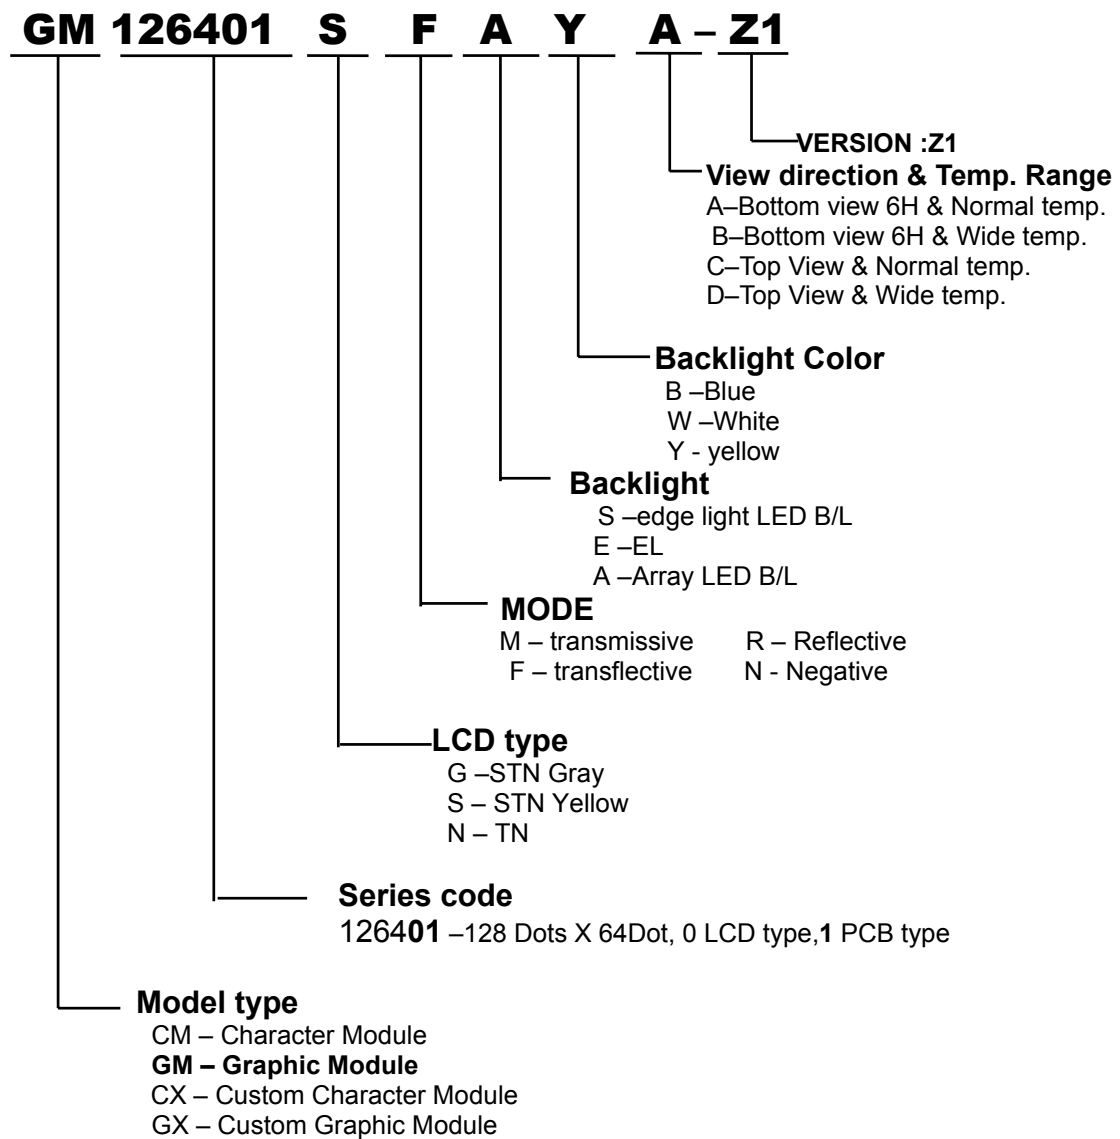 GM 126401 S F A Y A – Z1
VERSION :Z1
View direction & Temp. Range
A–Bottom view 6H & Normal temp.
B–Bottom view 6H & Wide temp.
C–Top View & Normal temp.
D–Top View & Wide temp.
Backlight Color
B –Blue
W –White
Y - yellow
Backlight
S –edge light LED B/L
E –EL
A –Array LED B/L
MODE
M – transmissive R – Reflective
F – transflective N - Negative
LCD type
G –STN Gray
S – STN Yellow
N – TN
Series code
126401 –128 Dots X 64Dot, 0 LCD type,1 PCB type
Model type
CM – Character Module
GM – Graphic Module
CX – Custom Character Module
GX – Custom Graphic Module